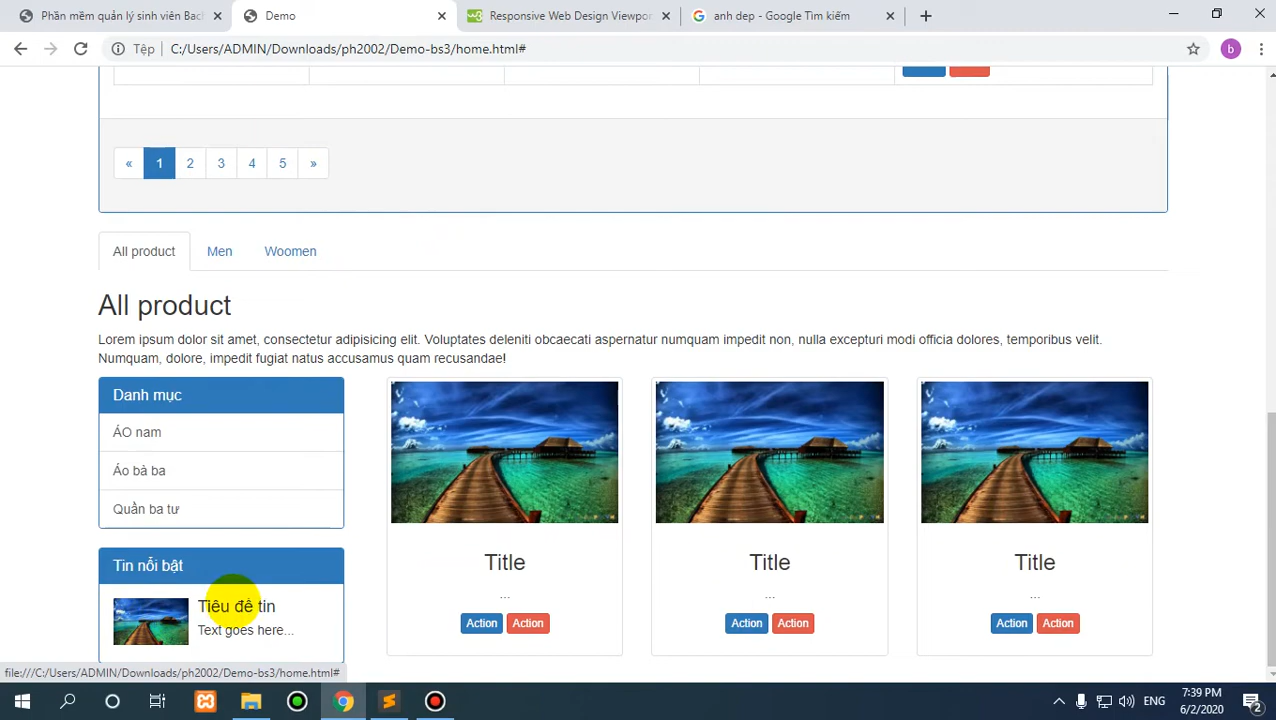 Phần mềm quản lý sinh viên Bac
Demo
Responsive Web Design Viewpor
anh dep - Google Tìm kiếm
Tệp
C:/Users/ADMIN/Downloads/ph2002/Demo-bs3/home.html#
b
« 1 2 3 4 5 »
All product Men Woomen
All product
Lorem ipsum dolor sit amet, consectetur adipisicing elit. Voluptates deleniti obcaecati aspernatur numquam impedit non, nulla excepturi modi officia dolores, temporibus velit.
Numquam, dolore, impedit fugiat natus accusamus quam recusandae!
Danh mục
ÁO nam
Áo bà ba
Quần ba tư
Tin nỗi bật
Tiêu đề tin
Text goes here...
Title
...
Action Action
Title
...
Action Action
Title
...
Action Action
file:///C:/Users/ADMIN/Downloads/ph2002/Demo-bs3/home.html#
ENG
7:39 PM
6/2/2020
2